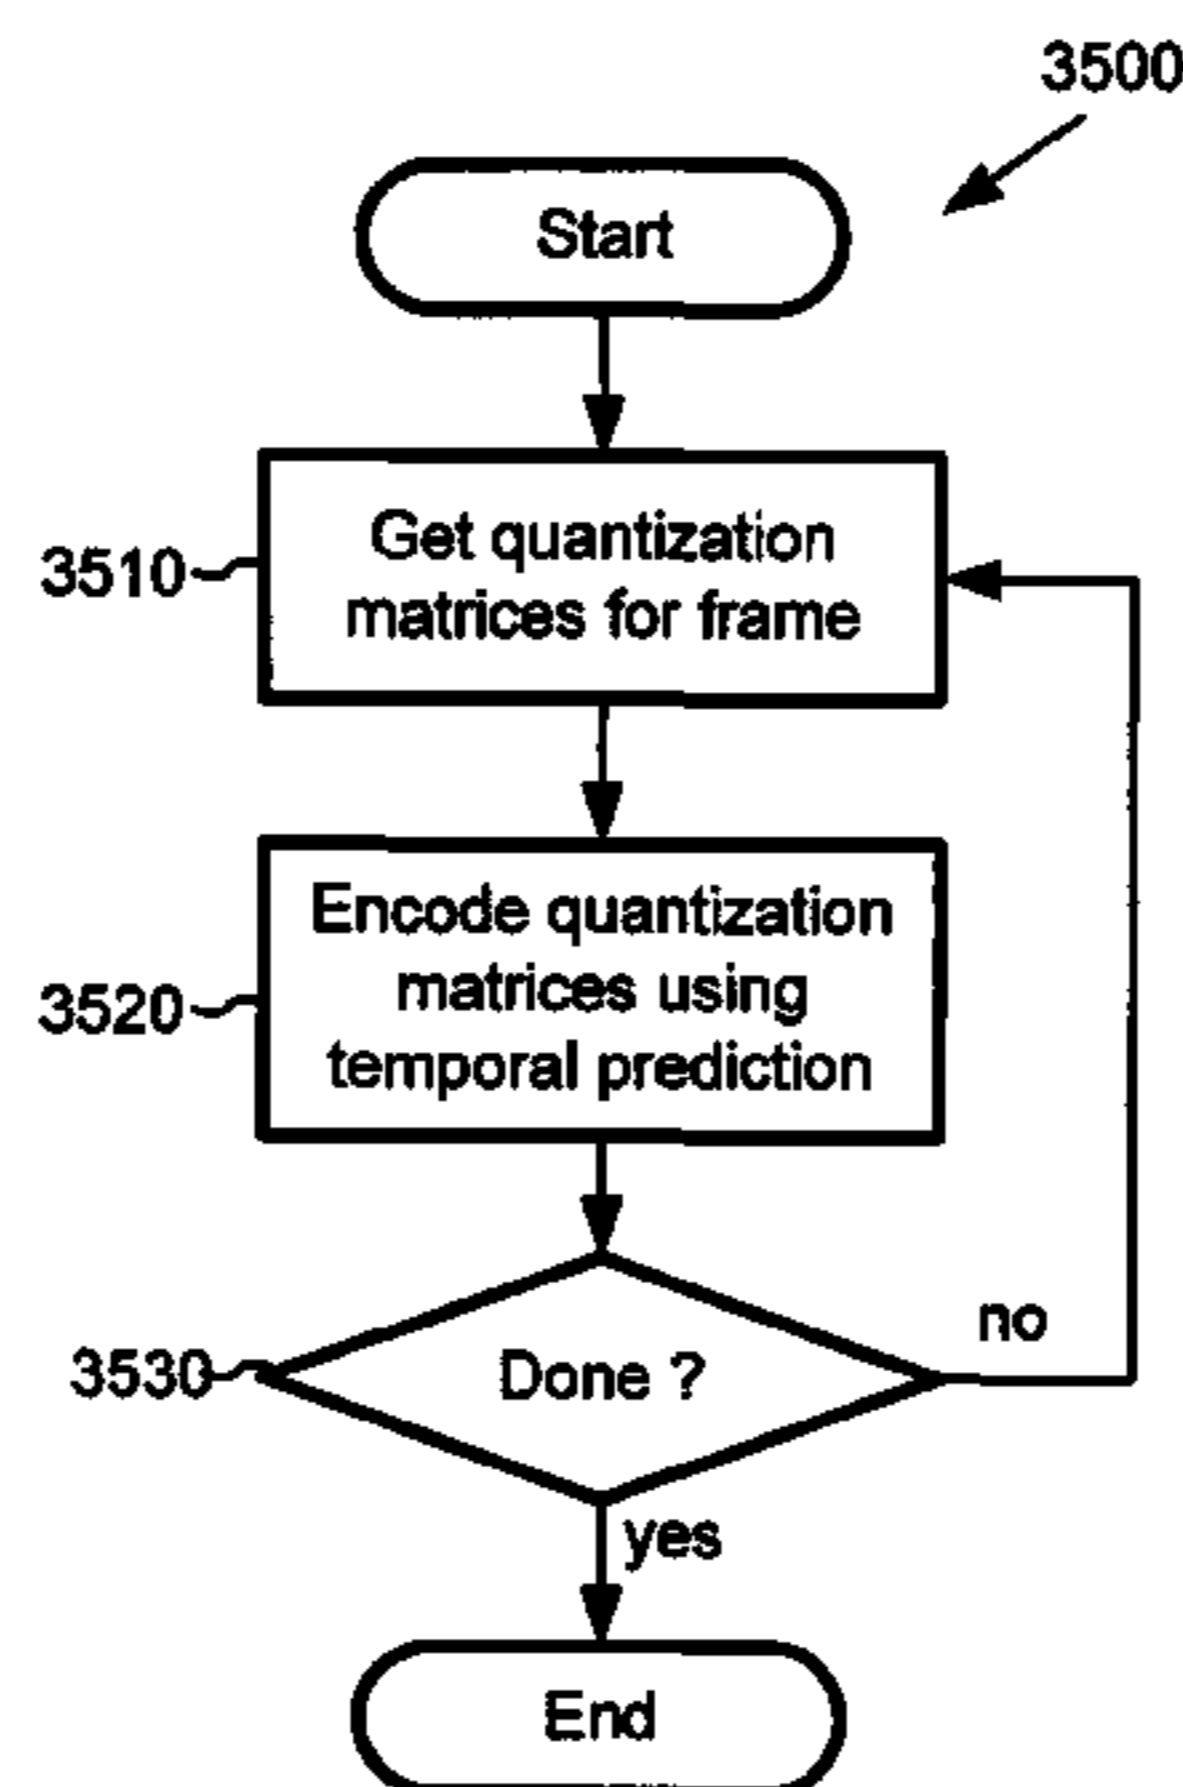 3500
Start
3510
Get quantization
matrices for frame
3520
Encode quantization
matrices using
temporal prediction
3530
Done ?
no
yes
End